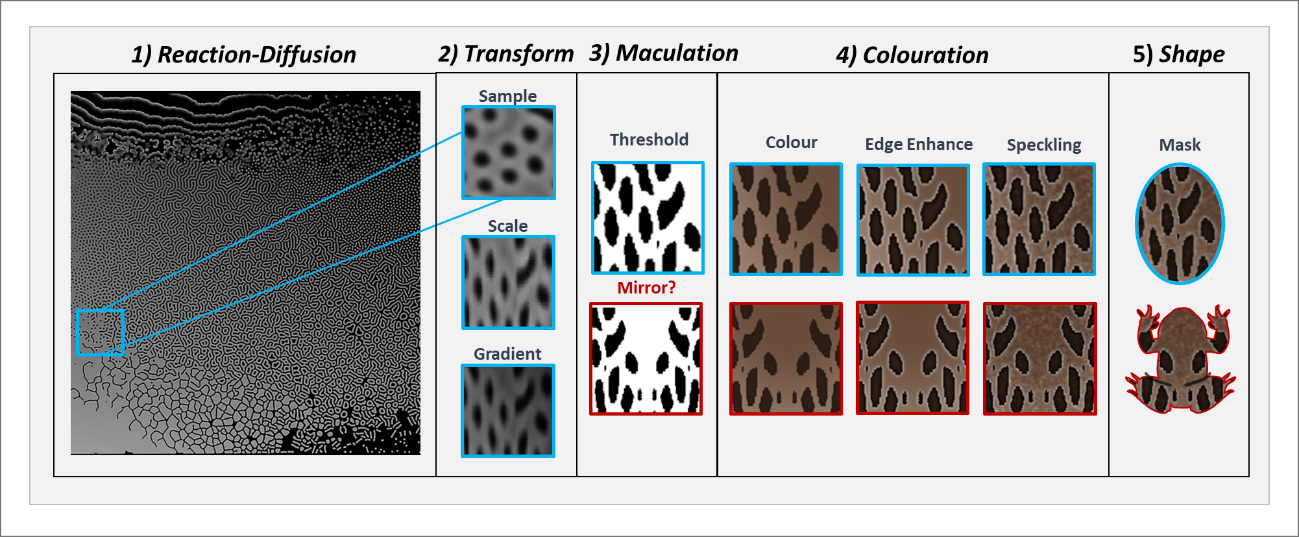 1) Reaction-Diffusion
2) Transform
3) Maculation
4) Colouration
5) Shape
Sample
Scale
Gradient
Threshold
Mirror?
Colour
Edge Enhance
Speckling
Mask